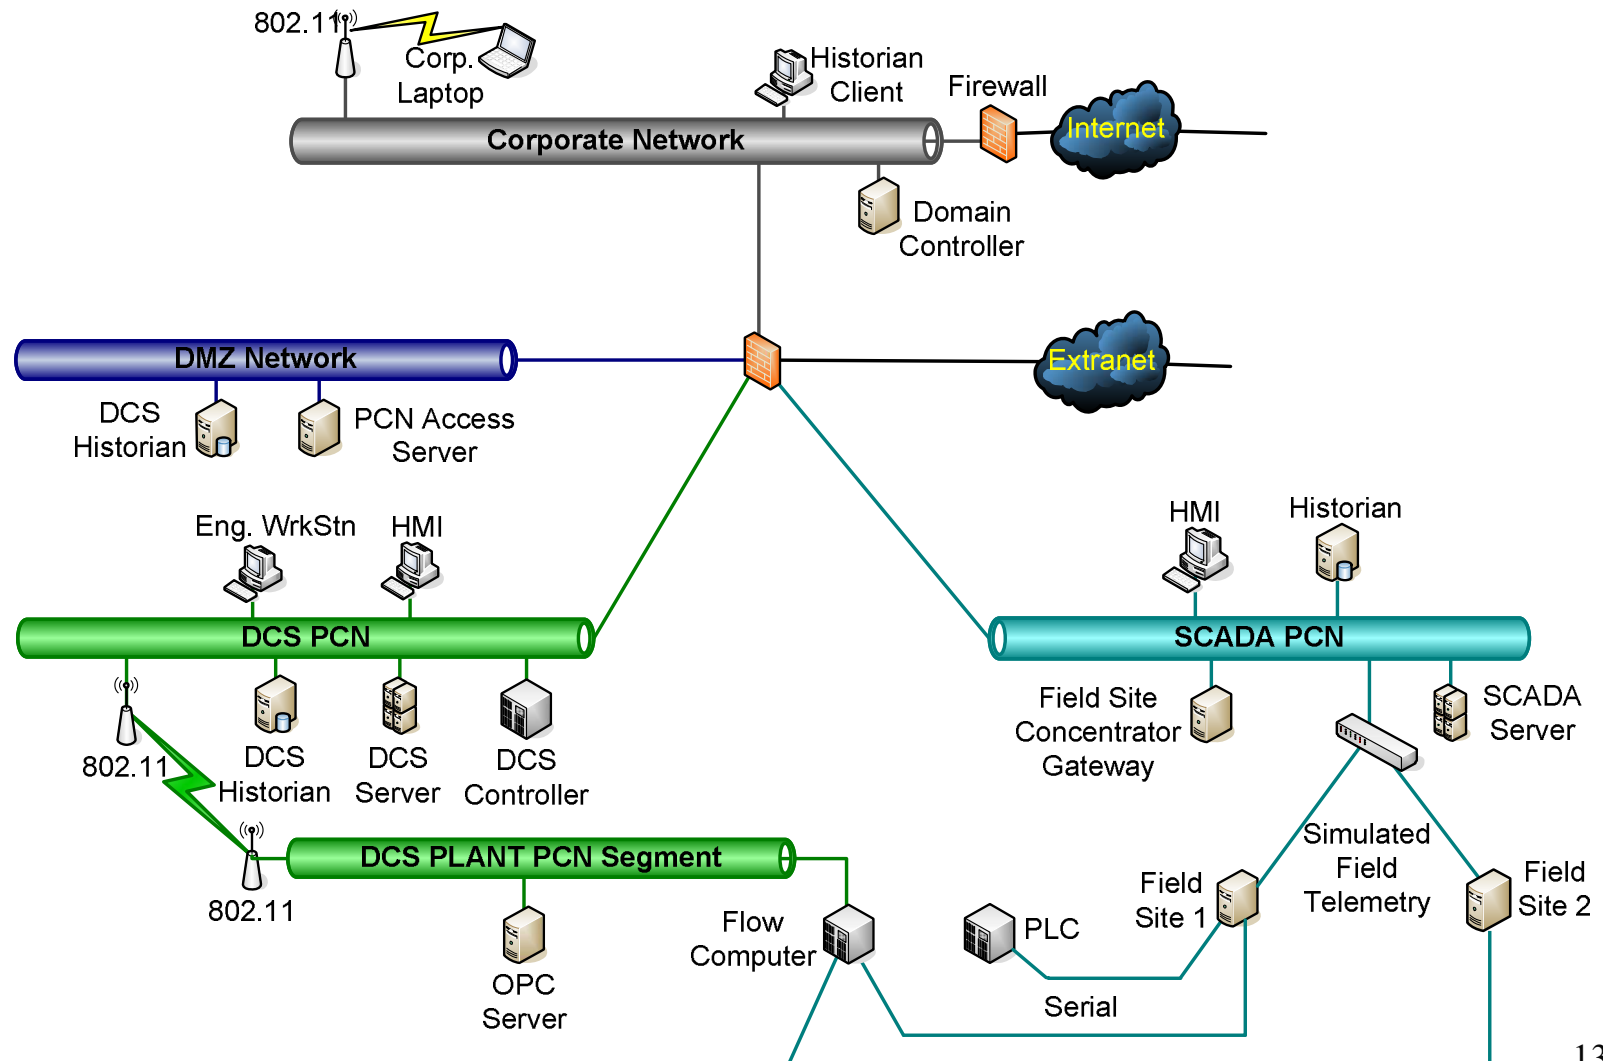 802.11
Corp.
Laptop
Historian
Client
Firewall
Internet
Corporate Network
Domain
Controller
DMZ Network
Extranet
DCS
Historian
PCN Access
Server
Eng. WrkStn
HMI
HMI
Historian
DCS PCN
SCADA PCN
802.11
DCS
Historian
DCS
Server
DCS
Controller
Field Site
Concentrator
Gateway
SCADA
Server
DCS PLANT PCN Segment
802.11
OPC
Server
Flow
Computer
PLC
Serial
Field
Site 1
Simulated
Field
Telemetry
Field
Site 2
13